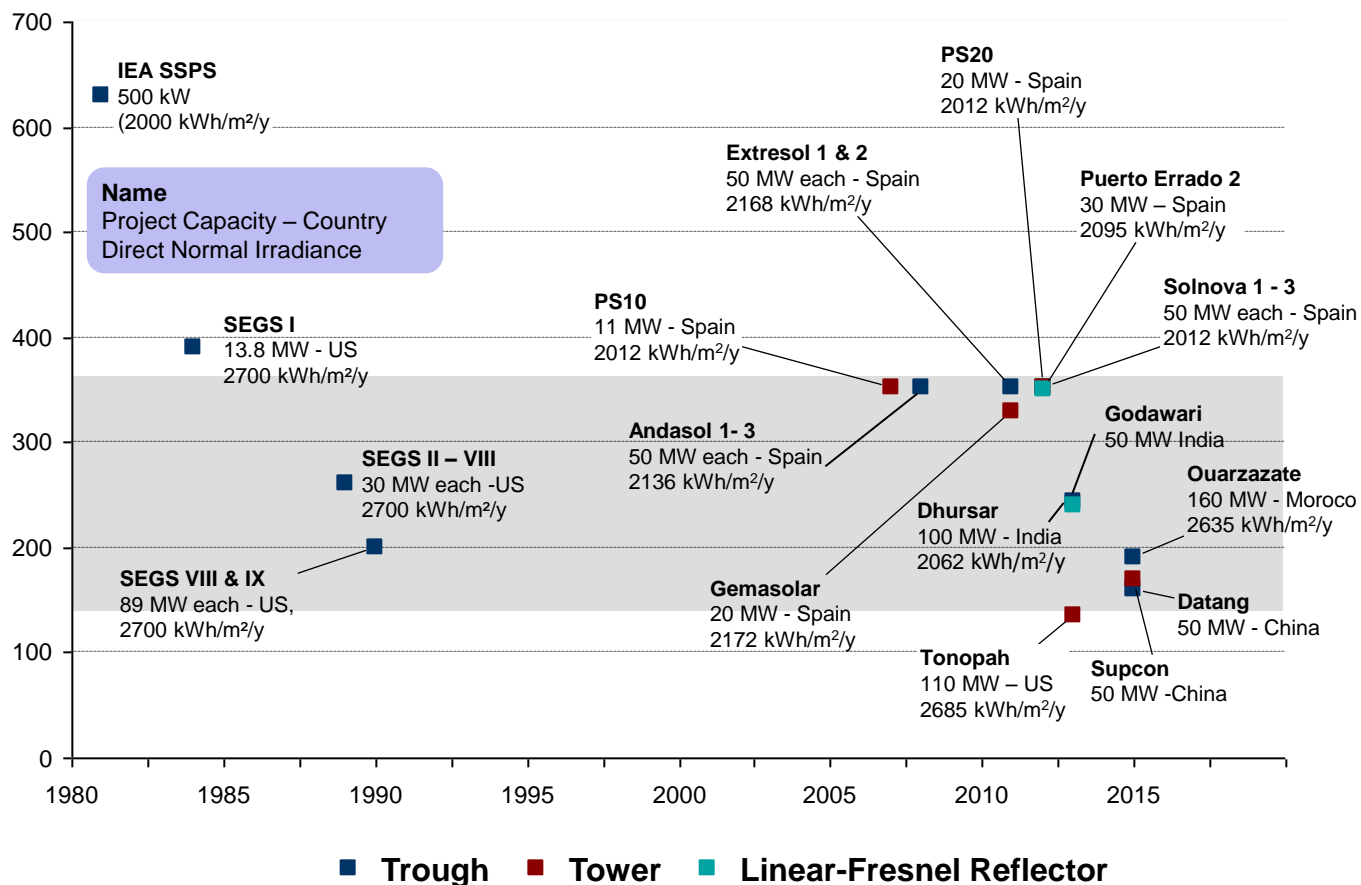 700
600
500
400
300
200
100
0
IEA SSPS
500 kW
(2000 kWh/m²/y
Name
Project Capacity – Country
Direct Normal Irradiance
SEGS I
13.8 MW - US
2700 kWh/m²/y
SEGS II – VIII
30 MW each -US
2700 kWh/m²/y
SEGS VIII & IX
89 MW each - US,
2700 kWh/m²/y
PS10
11 MW - Spain
2012 kWh/m²/y
Andasol 1- 3
50 MW each - Spain
2136 kWh/m²/y
Extresol 1 & 2
50 MW each - Spain
2168 kWh/m²/y
PS20
20 MW - Spain
2012 kWh/m²/y
Puerto Errado 2
30 MW – Spain
2095 kWh/m²/y
Solnova 1 - 3
50 MW each - Spain
2012 kWh/m²/y
Godawari
50 MW India
Ouarzazate
160 MW - Moroco
2635 kWh/m²/y
Dhursar
100 MW - India
2062 kWh/m²/y
Gemasolar
20 MW - Spain
2172 kWh/m²/y
Tonopah
110 MW – US
2685 kWh/m²/y
Datang
50 MW - China
Supcon
50 MW -China
1980 1985 1990 1995 2000 2005 2010 2015
Trough Tower Linear-Fresnel Reflector